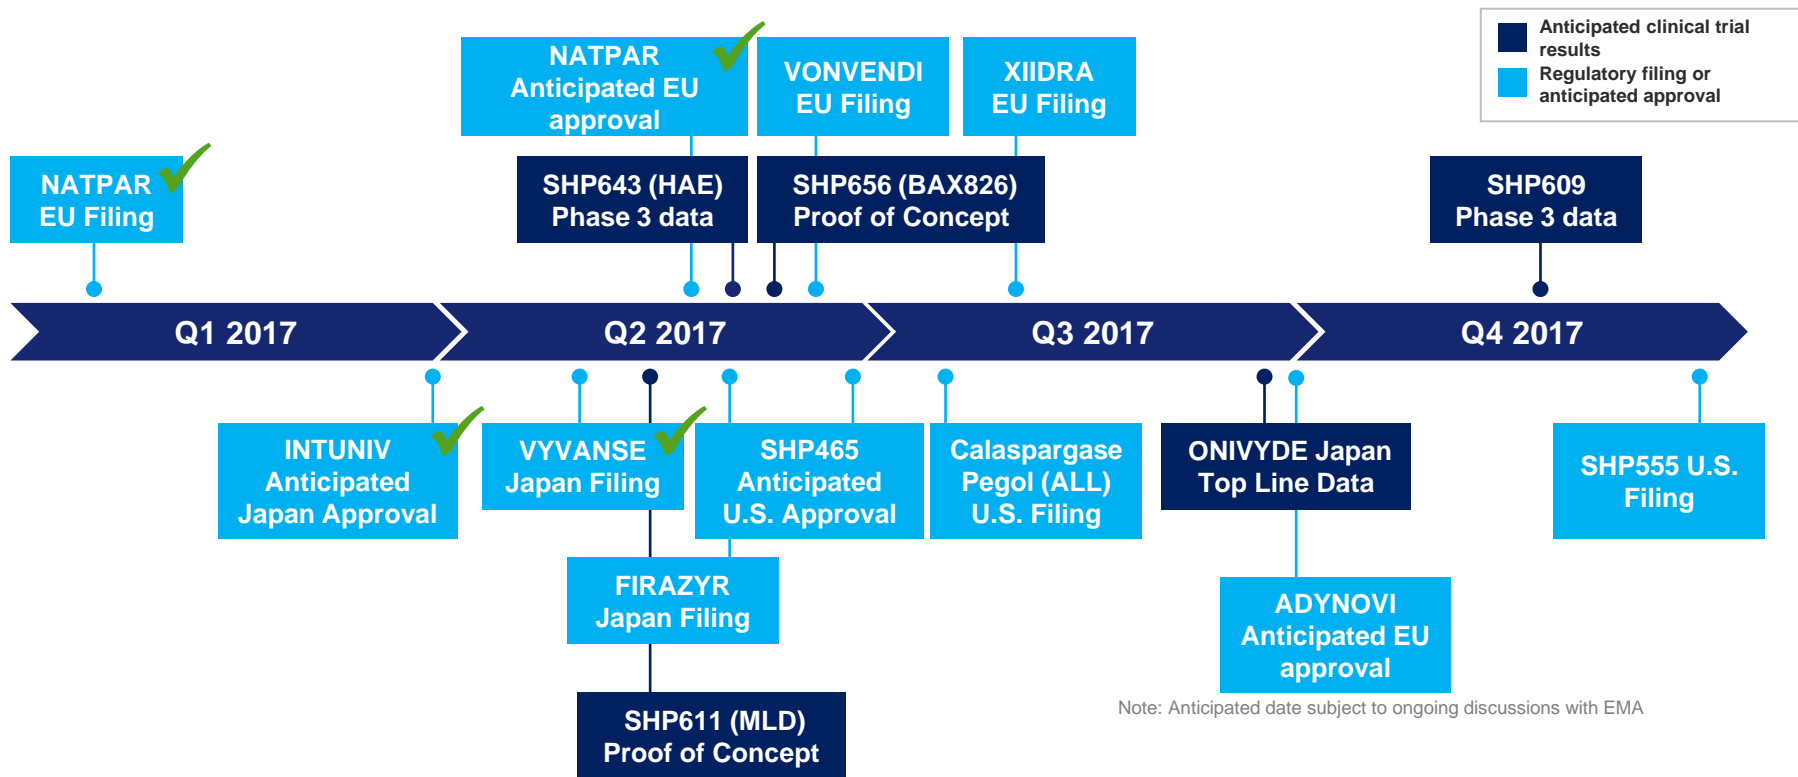 Anticipated clinical trial
results
Regulatory filing or
anticipated approval
NATPAR
Anticipated EU
approval
VONVENDI
EU Filing
XIIDRA
EU Filing
NATPAR
EU Filing
SHP643 (HAE)
Phase 3 data
SHP656 (BAX826)
Proof of Concept
SHP609
Phase 3 data
Q1 2017
Q2 2017
Q3 2017
Q4 2017
INTUNIV
Anticipated
Japan Approval
VYVANSE
Japan Filing
SHP465
Anticipated
U.S. Approval
Calaspargase
Pegol (ALL)
U.S. Filing
ONIVYDE Japan
Top Line Data
SHP555 U.S.
Filing
FIRAZYR
Japan Filing
ADYNOVI
Anticipated EU
approval
SHP611 (MLD)
Proof of Concept
Note: Anticipated date subject to ongoing discussions with EMA